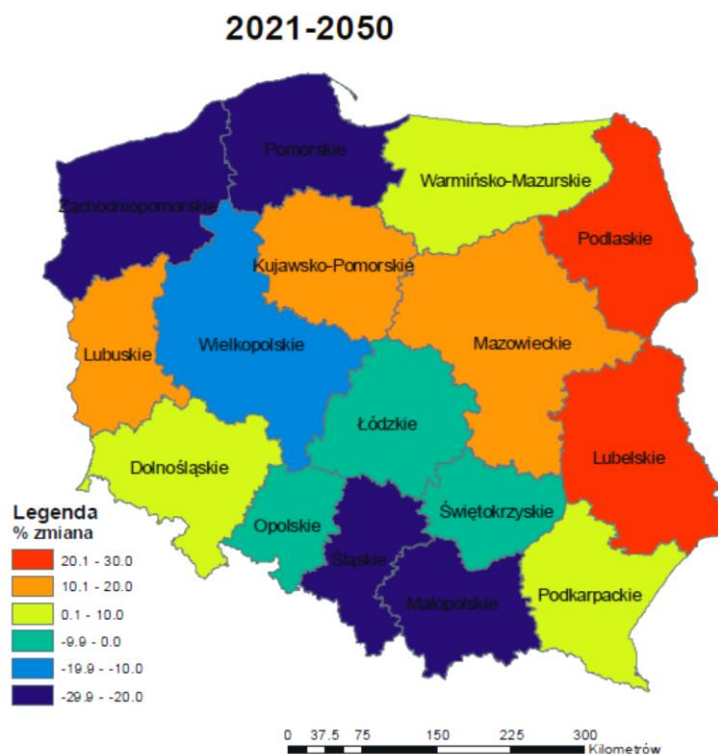 2021-2050
Pomorskie
Warmińsko-Mazurskie
Zachodniopomorskie
Podlaskie
Kujawsko-Pomorskie
Lubuskie
Wielkopolskie
Mazowieckie
Łódzkie
Dolnośląskie
Lubelskie
Opolskie
Świętokrzyskie
Śląskie
Małopolskie
Podkarpackie
Legenda
% zmiana
20.1 - 30.0
10.1 - 20.0
0.1 - 10.0
-9.9 - 0.0
-19.9 - -10.0
-29.9 - -20.0
0 37.5 75 150 225 300
Kilometrów